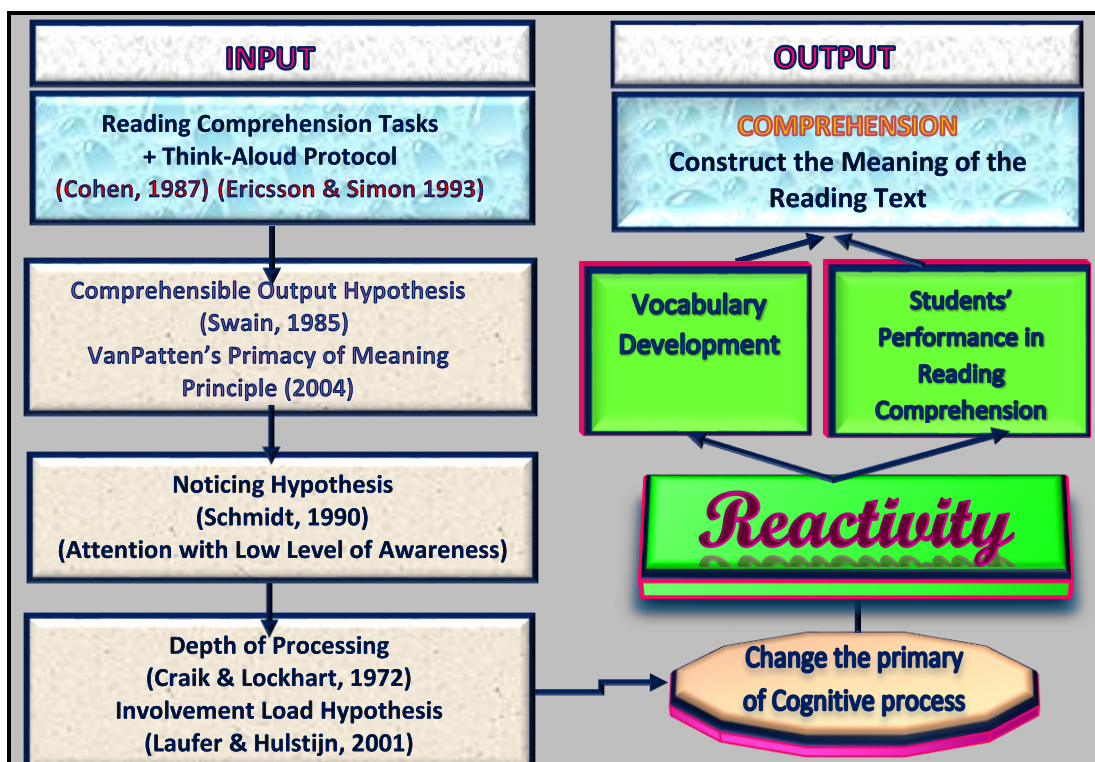 INPUT
Reading Comprehension Tasks
+ Think-Aloud Protocol
(Cohen, 1987) (Ericsson & Simon 1993)
Comprehensible Output Hypothesis
(Swain, 1985)
VanPatten's Primacy of Meaning
Principle (2004)
Noticing Hypothesis
(Schmidt, 1990)
(Attention with Low Level of Awareness)
Depth of Processing
(Craik & Lockhart, 1972)
Involvement Load Hypothesis
(Laufer & Hulstijn, 2001)
OUTPUT
COMPREHENSION
Construct the Meaning of the
Reading Text
Vocabulary
Development
Students'
Performance in
Reading
Comprehension
Reactivity
Change the primary
of Cognitive process